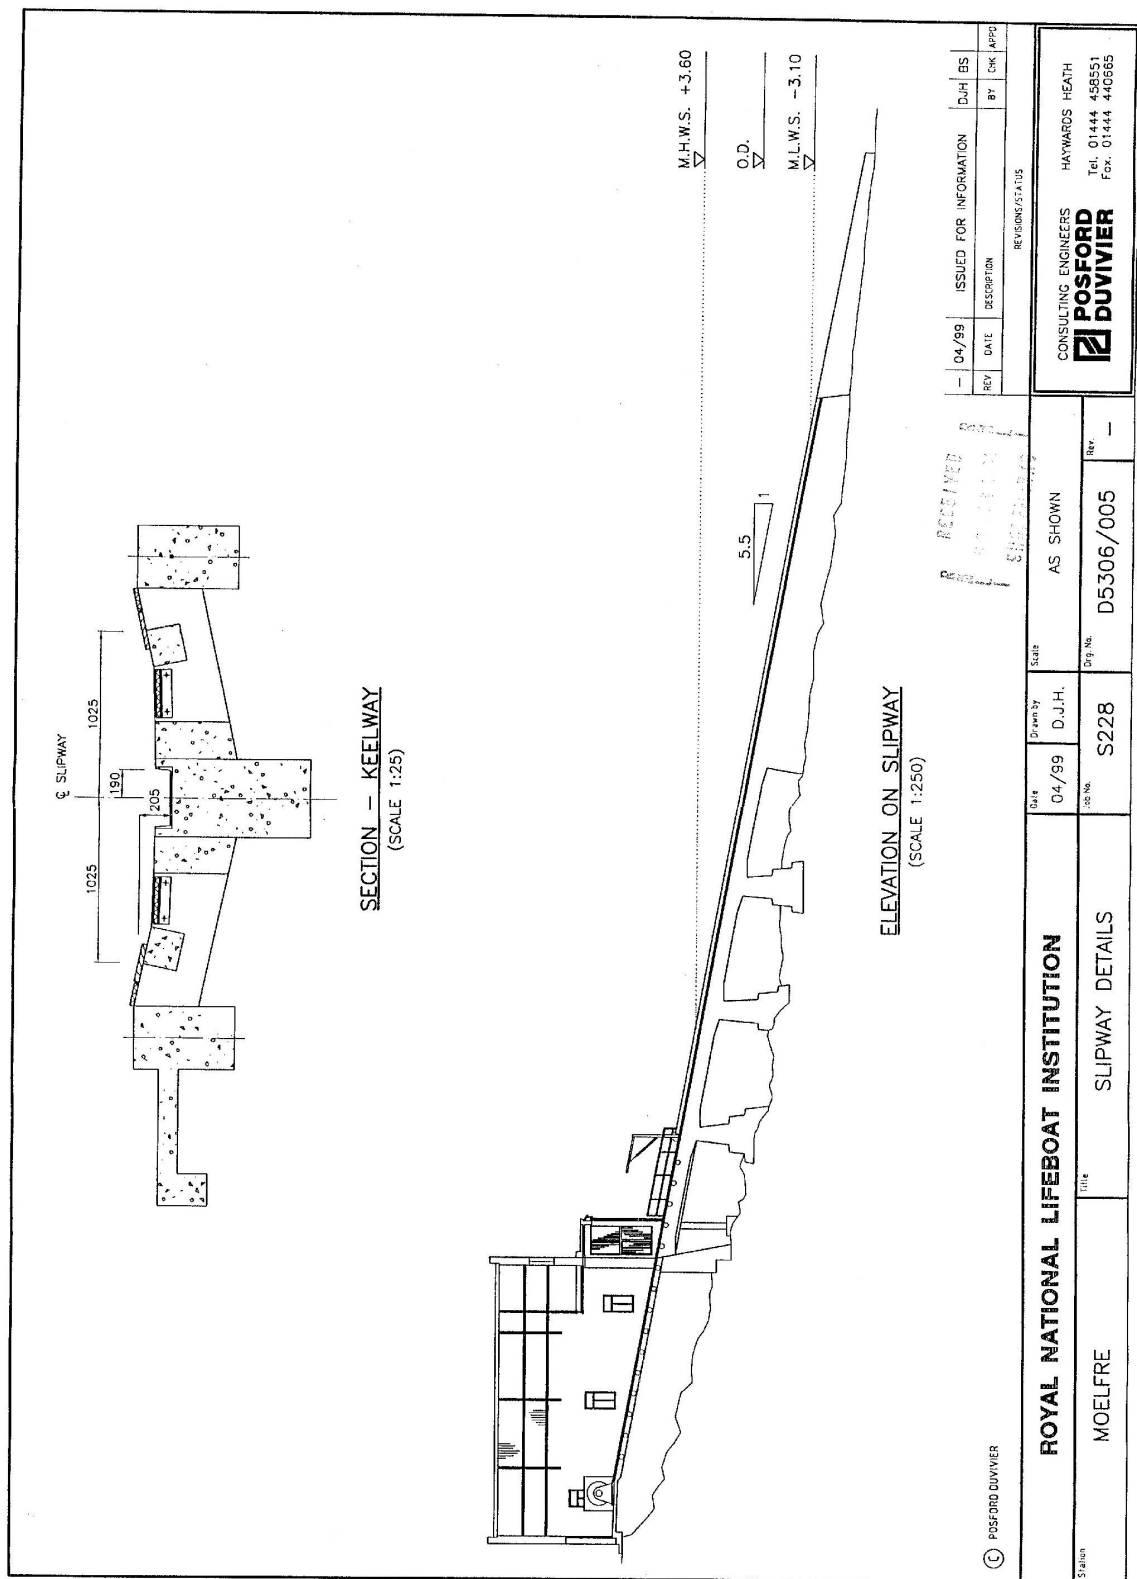 ℄ SLIPWAY
1025
1025
190
205
SECTION – KEELWAY
(SCALE 1:25)
M.H.W.S. +3.60
O.D.
M.L.W.S. –3.10
5.5
1
ELEVATION ON SLIPWAY
(SCALE 1:250)
RECEIVED
– 04/99 ISSUED FOR INFORMATION DJH BS
REV DATE DESCRIPTION BY CHK APPD
REVISIONS/STATUS
© POSFORD DUVIVIER
ROYAL NATIONAL LIFEBOAT INSTITUTION
Station
MOELFRE
Title
SLIPWAY DETAILS
Date
04/99
Drawn by
D.J.H.
Scale
AS SHOWN
Job No.
S228
Drg. No.
D5306/005
Rev.
–
CONSULTING ENGINEERS HAYWARDS HEATH
POSFORD
DUVIVIER
Tel. 01444 458551
Fax. 01444 440665